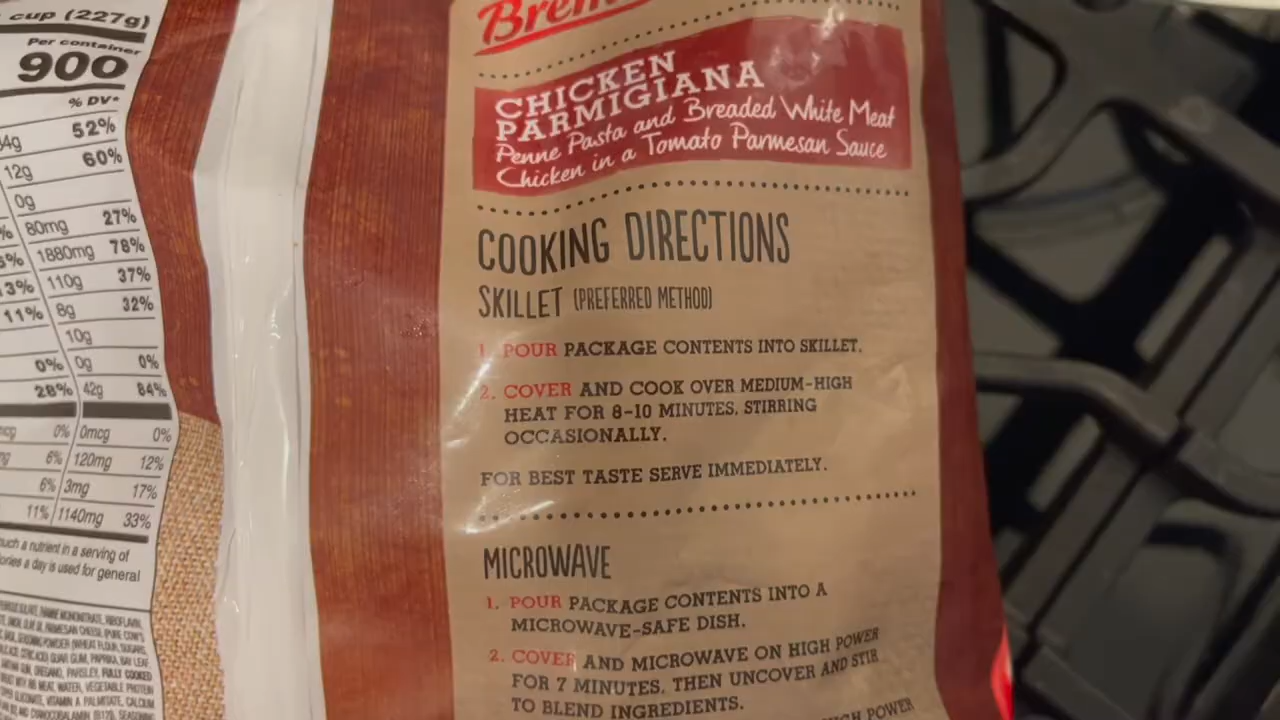 cup (227g)
Per container
900
% DV*
52%
12g 60%
0g
80mg 27%
1880mg 78%
3% 110g 37%
11% 8g 32%
10g
0% 0g 0%
28% 42g 84%
0% 0mcg 0%
6% 120mg 12%
6% 3mg 17%
11% 1140mg 33%
a nutrient in a serving of
a day is used for general
CHICKEN
PARMIGIANA
Penne Pasta and Breaded White Meat
Chicken in a Tomato Parmesan Sauce
COOKING DIRECTIONS
SKILLET (PREFERRED METHOD)
1. POUR PACKAGE CONTENTS INTO SKILLET.
2. COVER AND COOK OVER MEDIUM-HIGH
HEAT FOR 8-10 MINUTES, STIRRING
OCCASIONALLY.
FOR BEST TASTE SERVE IMMEDIATELY.
MICROWAVE
1. POUR PACKAGE CONTENTS INTO A
MICROWAVE-SAFE DISH.
2. COVER AND MICROWAVE ON HIGH POWER
FOR 7 MINUTES, THEN UNCOVER AND STIR
TO BLEND INGREDIENTS.
HIGH POWER